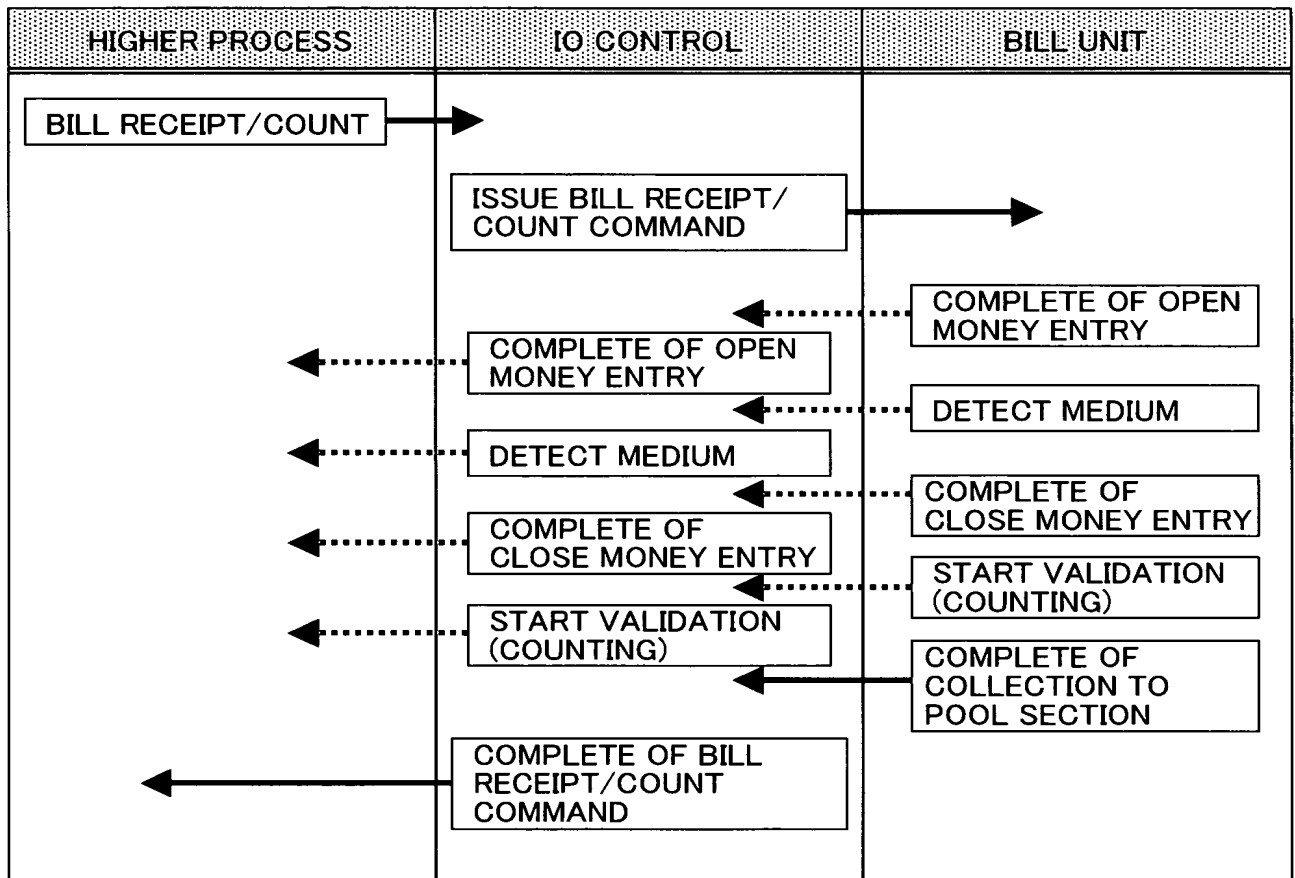 HIGHER PROCESS
IO CONTROL
BILL UNIT
BILL RECEIPT/COUNT
ISSUE BILL RECEIPT/
COUNT COMMAND
COMPLETE OF OPEN
MONEY ENTRY
COMPLETE OF OPEN
MONEY ENTRY
DETECT MEDIUM
DETECT MEDIUM
COMPLETE OF
CLOSE MONEY ENTRY
COMPLETE OF
CLOSE MONEY ENTRY
START VALIDATION
(COUNTING)
START VALIDATION
(COUNTING)
COMPLETE OF
COLLECTION TO
POOL SECTION
COMPLETE OF BILL
RECEIPT/COUNT
COMMAND